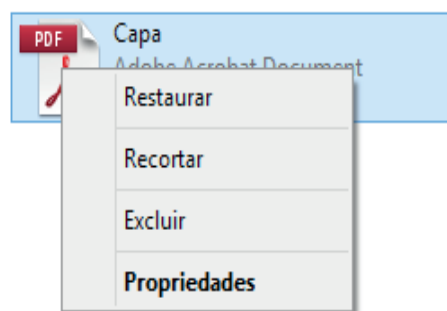 PDF
Capa
Adobe Acrobat Document
Restaurar
Recortar
Excluir
Propriedades